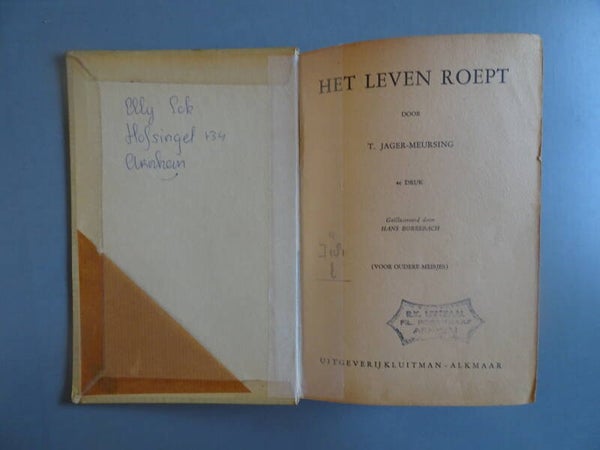 Elly
Hofsingel 134
Arnhem
HET LEVEN ROEPT
DOOR
T. JAGER-MEURSING
4e DRUK
Geïllustreerd door
HANS BORREBACH
(VOOR OUDERE MEISJES)
R.K. LEESZAAL
UITGEVERIJ KLUITMAN - ALKMAAR